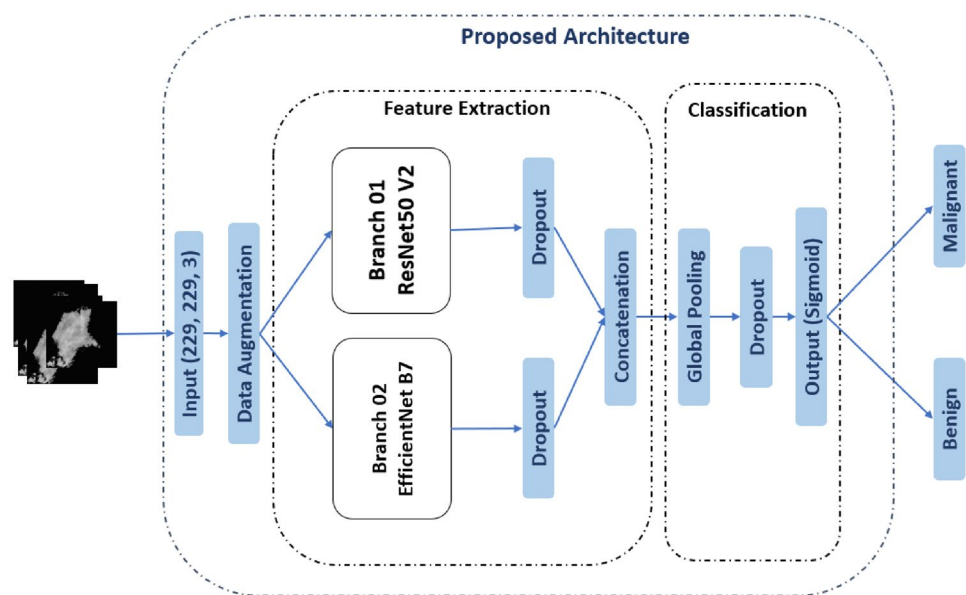 Proposed Architecture
Feature Extraction
Classification
Input (229, 229, 3)
Data Augmentation
Branch 01
ResNet50 V2
Branch 02
EfficientNet B7
Dropout
Dropout
Concatenation
Global Pooling
Dropout
Output (Sigmoid)
Malignant
Benign